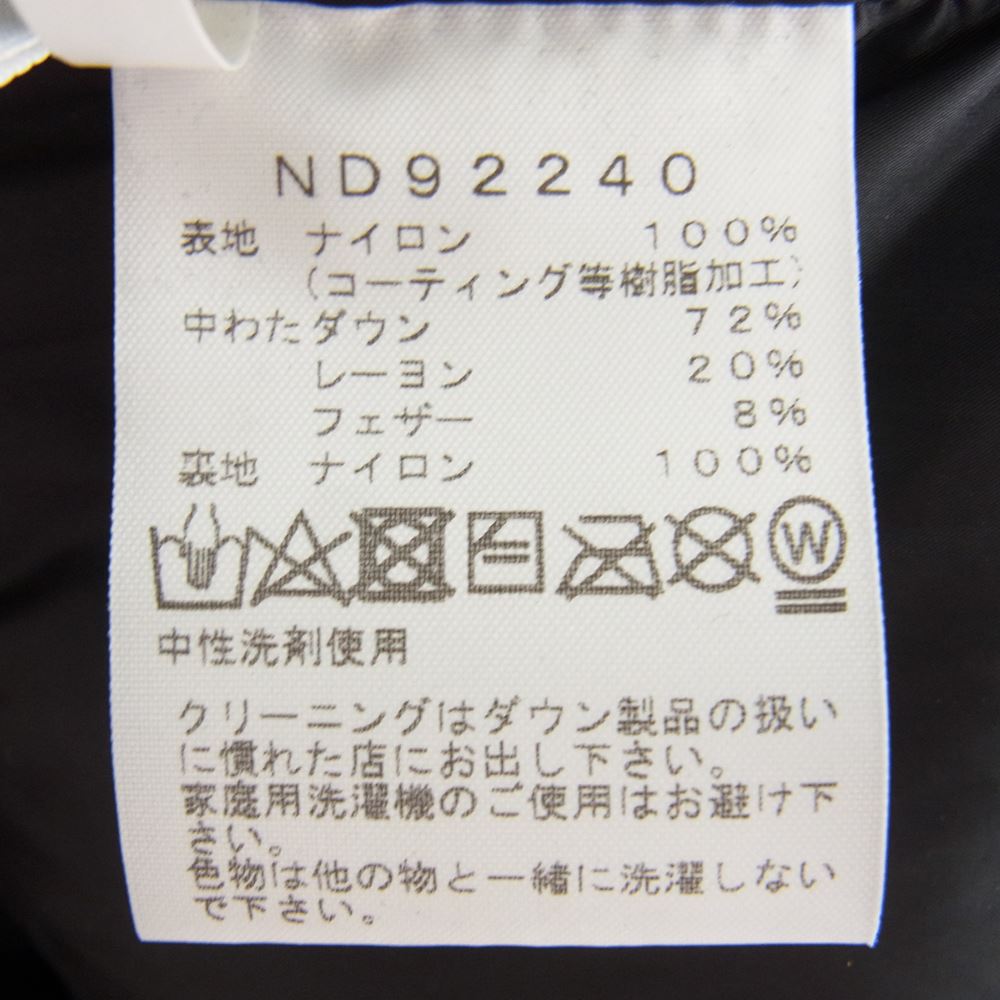 ND92240
表地 ナイロン 100%
(コーティング等樹脂加工)
中わた ダウン 72%
レーヨン 20%
フェザー 8%
裏地 ナイロン 100%
W
中性洗剤使用
クリーニングはダウン製品の扱い
に慣れた店にお出し下さい。
家庭用洗濯機のご使用はお避け下
さい。
色物は他の物と一緒に洗濯しない
で下さい。